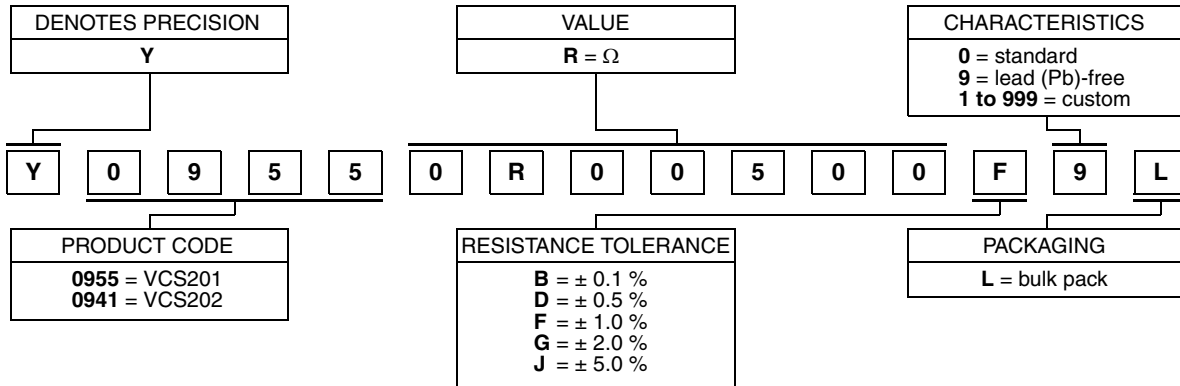 DENOTES PRECISION
Y
VALUE
R = Ω
CHARACTERISTICS
0 = standard
9 = lead (Pb)-free
1 to 999 = custom
Y 0 9 5 5 0 R 0 0 5 0 0 F 9 L
PRODUCT CODE
0955 = VCS201
0941 = VCS202
RESISTANCE TOLERANCE
B = ± 0.1 %
D = ± 0.5 %
F = ± 1.0 %
G = ± 2.0 %
J = ± 5.0 %
PACKAGING
L = bulk pack